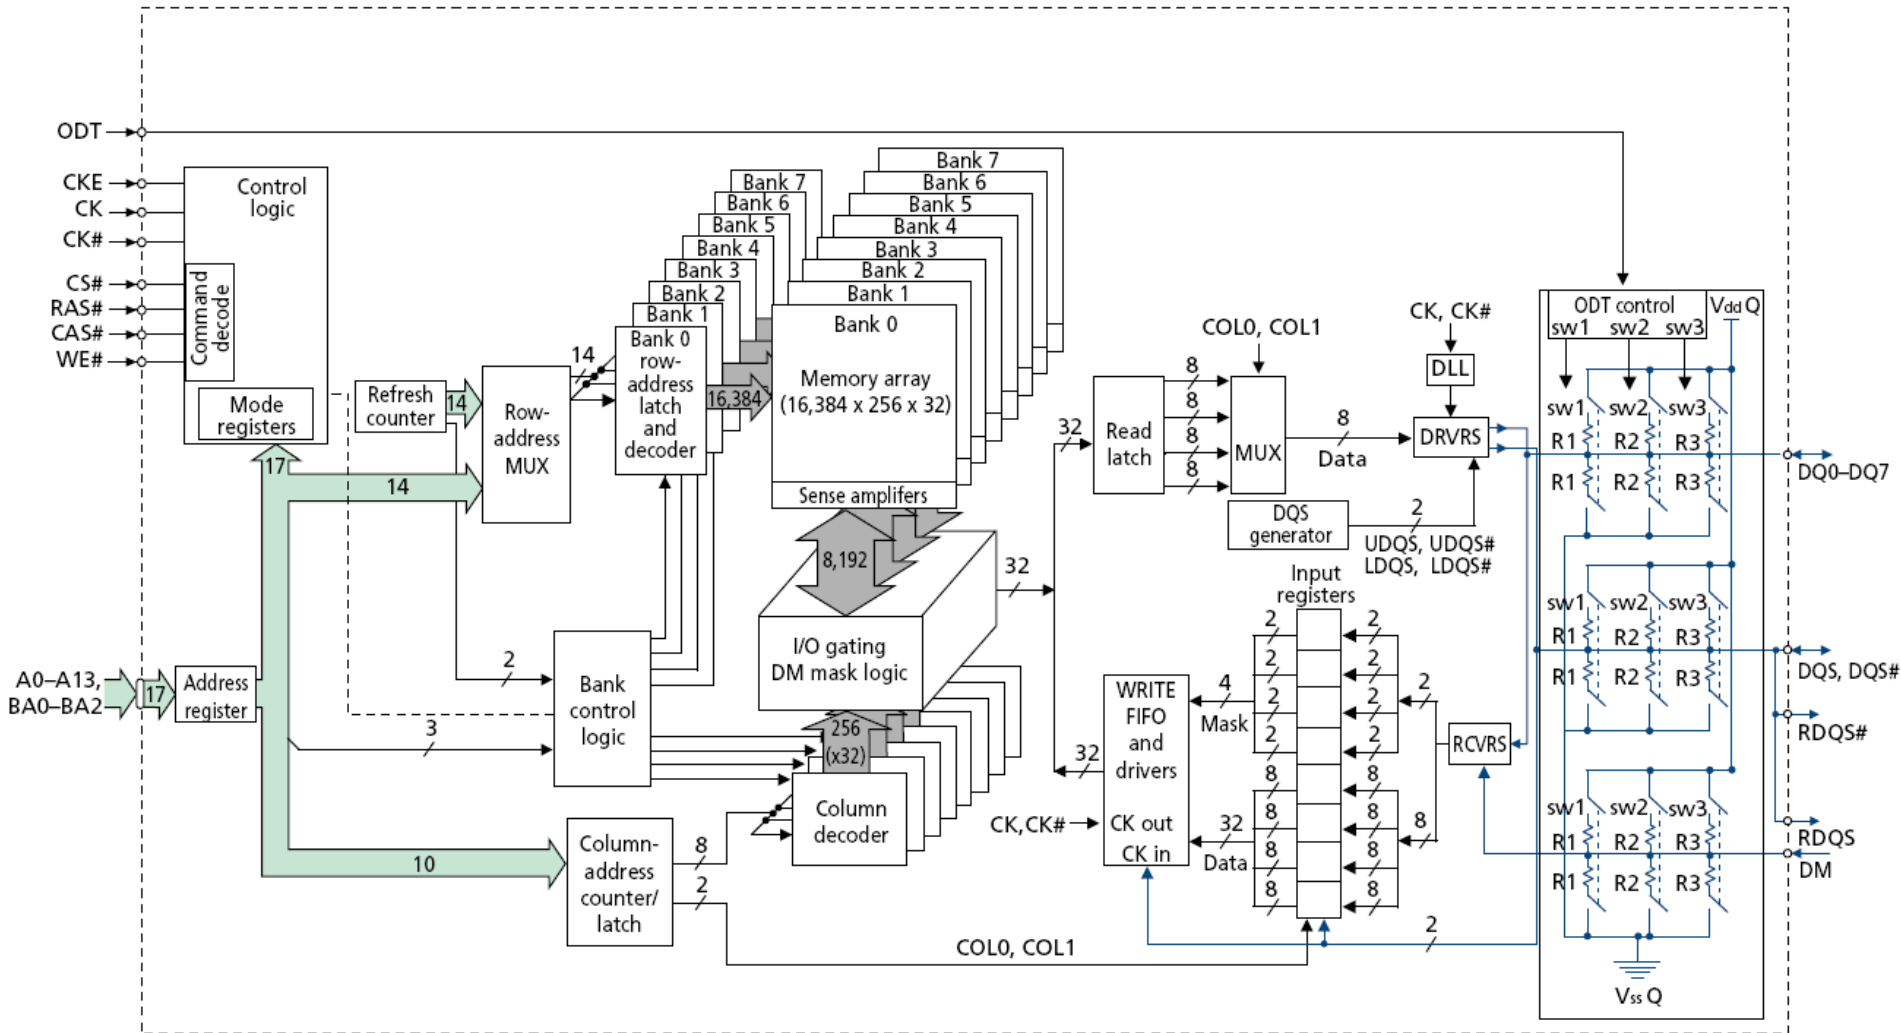 ODT
CKE
CK
CK#
CS#
RAS#
CAS#
WE#
Control
logic
Command
decode
Mode
registers
A0–A13,
BA0–BA2
17
Address
register
17
14
10
3
Refresh
counter
14
2
Row-
address
MUX
14
Bank 7
Bank 6
Bank 5
Bank 4
Bank 3
Bank 2
Bank 1
Bank 0
row-
address
latch
and
decoder
16,384
Bank 7
Bank 6
Bank 5
Bank 4
Bank 3
Bank 2
Bank 1
Bank 0
Memory array
(16,384 x 256 x 32)
Sense amplifers
8,192
I/O gating
DM mask logic
256
(x32)
Bank
control
logic
Column
decoder
Column-
address
counter/
latch
8
2
COL0, COL1
32
32
32
Read
latch
8
8
8
8
COL0, COL1
MUX
8
Data
CK, CK#
DLL
DRVRS
DQS
generator
2
UDQS, UDQS#
LDQS, LDQS#
Input
registers
2
2
2
2
8
8
8
8
2
2
2
2
8
8
8
8
4
Mask
32
Data
WRITE
FIFO
and
drivers
CK out
CK in
CK,CK#
2
8
RCVRS
2
ODT control
sw1 sw2 sw3
Vdd Q
sw1 sw2 sw3
R1 R2 R3
R1 R2 R3
sw1 sw2 sw3
R1 R2 R3
R1 R2 R3
sw1 sw2 sw3
R1 R2 R3
R1 R2 R3
Vss Q
DQ0–DQ7
DQS, DQS#
RDQS#
RDQS
DM